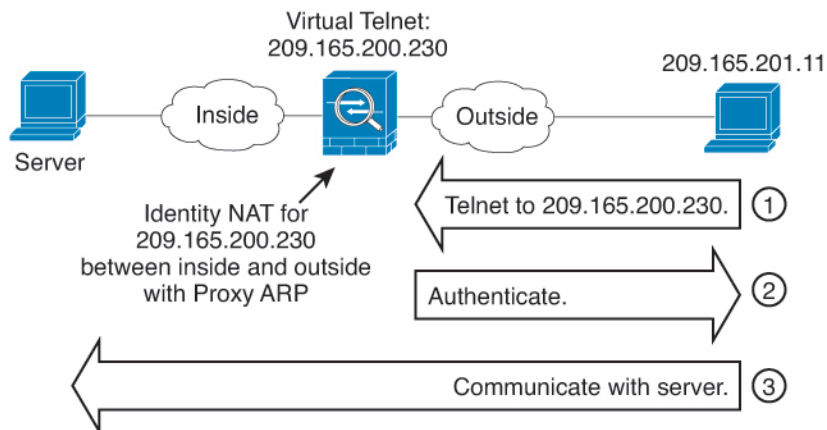 Virtual Telnet:
209.165.200.230
209.165.201.11
Inside
Outside
Server
Identity NAT for
209.165.200.230
between inside and outside
with Proxy ARP
Telnet to 209.165.200.230.
1
Authenticate.
2
Communicate with server.
3